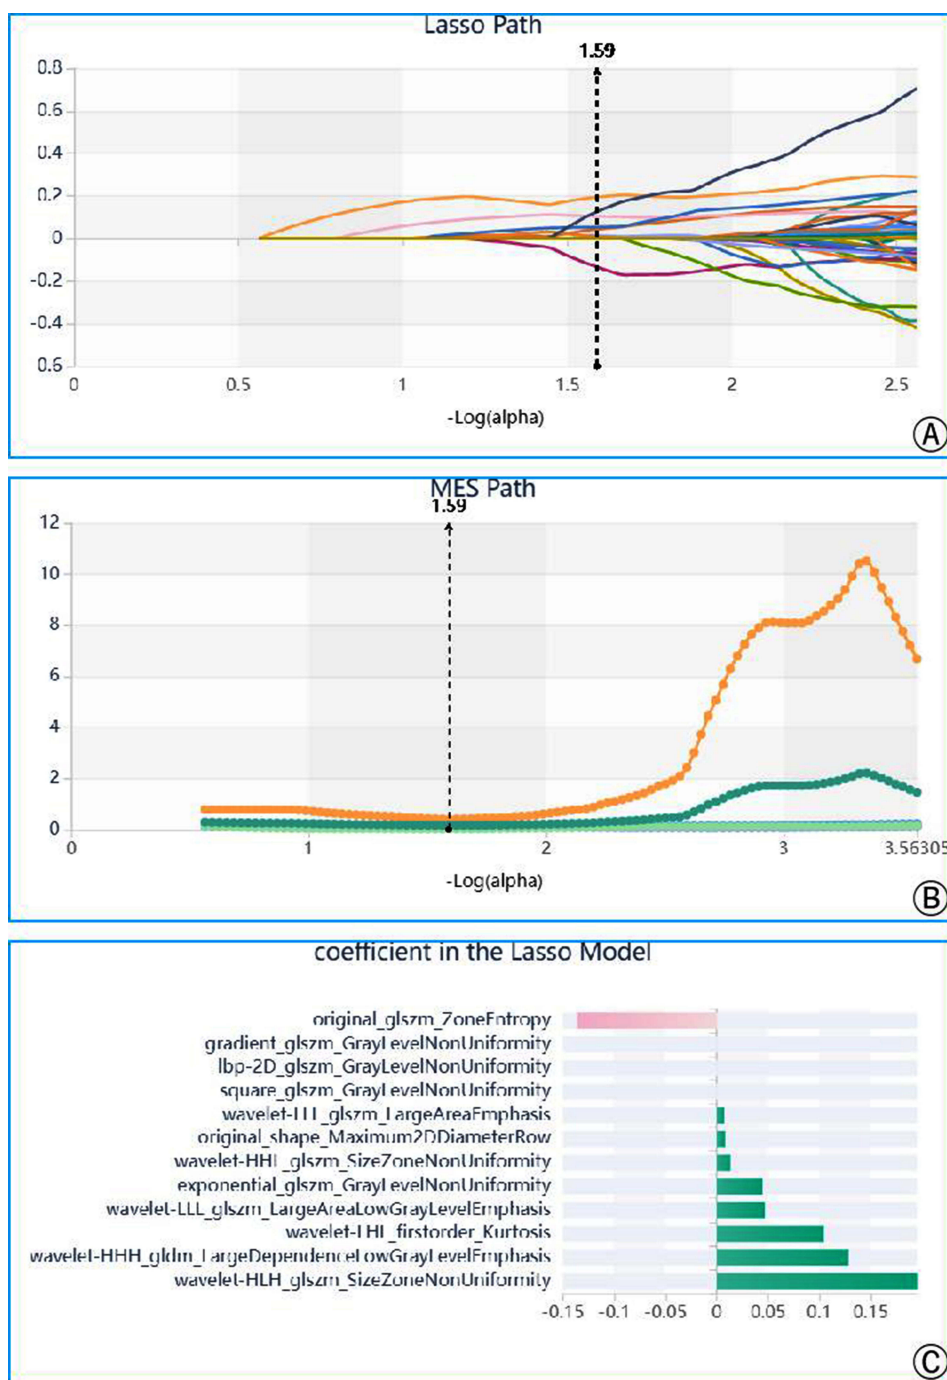 Lasso Path
1.59
0.8
0.6
0.4
0.2
0
-0.2
-0.4
0.6
0 0.5 1 1.5 2 2.5
-Log(alpha)
A
MES Path
1.59
12
10
8
6
4
2
0
0 1 2 3 3.56305
-Log(alpha)
B
coefficient in the Lasso Model
original_glszm_ZoneEntropy
gradient_glszm_GrayLevelNonUniformity
lbp-2D_glszm_GrayLevelNonUniformity
square_glszm_GrayLevelNonUniformity
wavelet-LLL_glszm_LargeAreaEmphasis
original_shape_Maximum2DDiameterRow
wavelet-HHL_glszm_SizeZoneNonUniformity
exponential_glszm_GrayLevelNonUniformity
wavelet-LLL_glszm_LargeAreaLowGrayLevelEmphasis
wavelet-LHL_firstorder_Kurtosis
wavelet-HHH_gldm_LargeDependenceLowGrayLevelEmphasis
wavelet-HLH_glszm_SizeZoneNonUniformity
-0.15 -0.1 -0.05 0 0.05 0.1 0.15
C